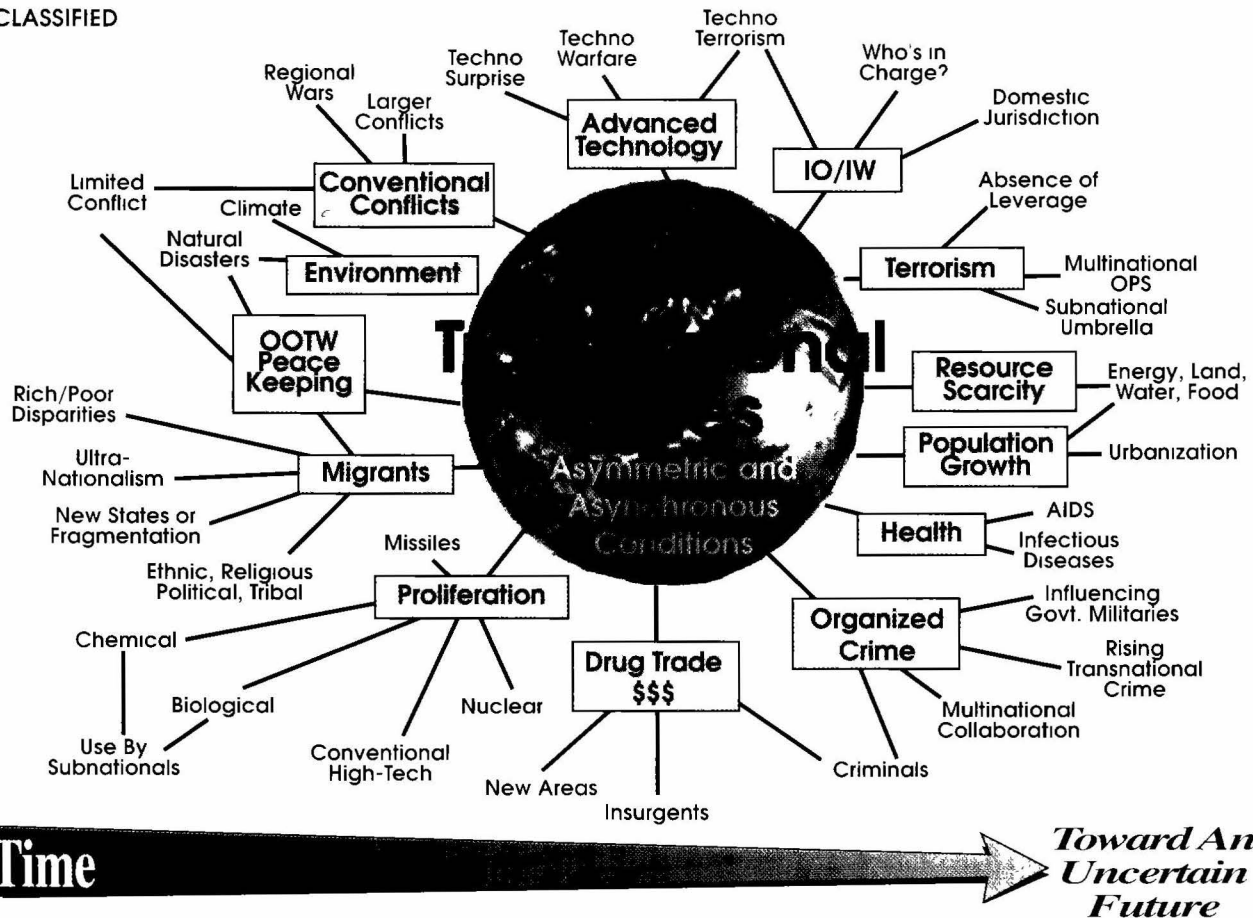 CLASSIFIED
Techno
Surprise
Techno
Warfare
Techno
Terrorism
Who's in
Charge?
Domestic
Jurisdiction
Regional
Wars
Larger
Conflicts
Advanced
Technology
IO/IW
Limited
Conflict
Conventional
Conflicts
Absence of
Leverage
Climate
Natural
Disasters
Environment
Terrorism
Multinational
OPS
Subnational
Umbrella
OOTW
Peace
Keeping
Resource
Scarcity
Energy, Land,
Water, Food
Rich/Poor
Disparities
Population
Growth
Urbanization
Ultra-
Nationalism
Migrants
Asymmetric and
Asynchronous
Conditions
New States or
Fragmentation
Health
AIDS
Infectious
Diseases
Ethnic, Religious
Political, Tribal
Missiles
Proliferation
Organized
Crime
Influencing
Govt. Militaries
Rising
Transnational
Crime
Multinational
Collaboration
Chemical
Biological
Use By
Subnationals
Nuclear
Conventional
High-Tech
Drug Trade
$$$
New Areas
Insurgents
Criminals
Time
Toward An
Uncertain
Future